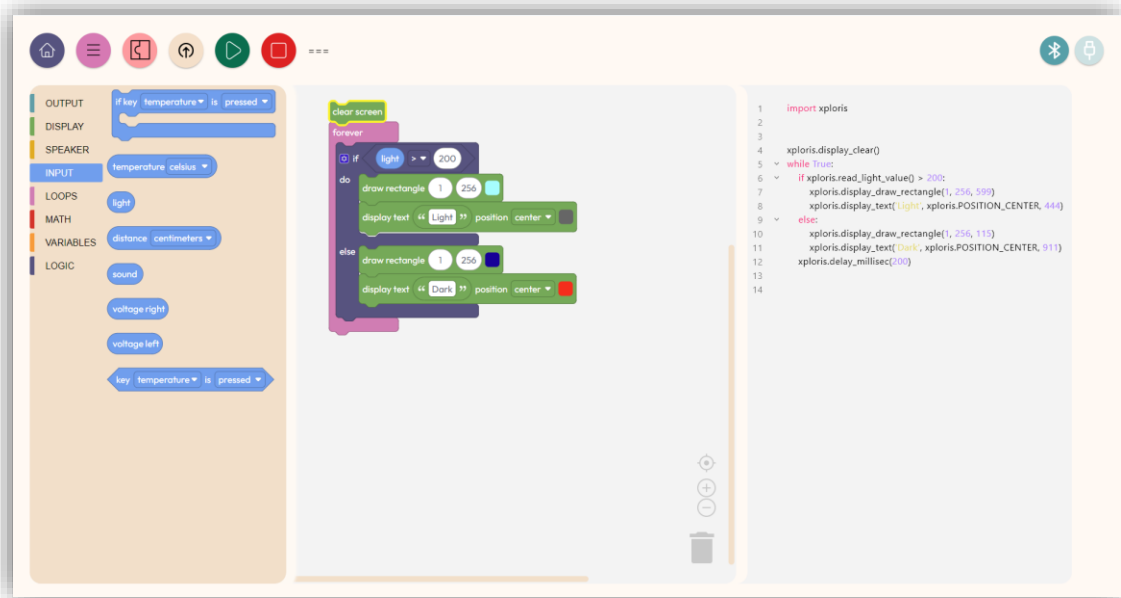 ===
OUTPUT
DISPLAY
SPEAKER
INPUT
LOOPS
MATH
VARIABLES
LOGIC
if key temperature is pressed
temperature celsius
light
distance centimeters
sound
voltage right
voltage left
key temperature is pressed
clear screen
forever
if light > 200
do
draw rectangle 1 256
display text “ Light ” position center
else
draw rectangle 1 256
display text “ Dark ” position center
1 import xploris
2
3
4 xploris.display_clear()
5 while True:
6 if xploris.read_light_value() > 200:
7 xploris.display_draw_rectangle(1, 256, 599)
8 xploris.display_text('Light', xploris.POSITION_CENTER, 444)
9 else:
10 xploris.display_draw_rectangle(1, 256, 115)
11 xploris.display_text('Dark', xploris.POSITION_CENTER, 911)
12 xploris.delay_millisec(200)
13
14